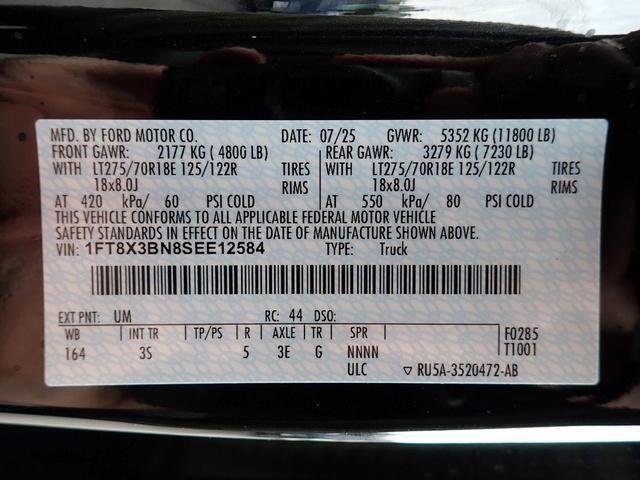 MFD. BY FORD MOTOR CO. DATE: 07/25 GVWR: 5352 KG (11800 LB)
FRONT GAWR: 2177 KG ( 4800 LB) REAR GAWR: 3279 KG ( 7230 LB)
WITH LT275/70R18E 125/122R TIRES WITH LT275/70R18E 125/122R TIRES
18x8.0J RIMS 18x8.0J RIMS
AT 420 kPa/ 60 PSI COLD AT 550 kPa/ 80 PSI COLD
THIS VEHICLE CONFORMS TO ALL APPLICABLE FEDERAL MOTOR VEHICLE
SAFETY STANDARDS IN EFFECT ON THE DATE OF MANUFACTURE SHOWN ABOVE.
VIN: 1FT8X3BN8SEE12584 TYPE: Truck
EXT PNT: UM RC: 44 DSO:
WB INT TR TP/PS R AXLE TR SPR F0285
164 3S 5 3E G NNNN T1001
ULC ▽ RU5A-3520472-AB